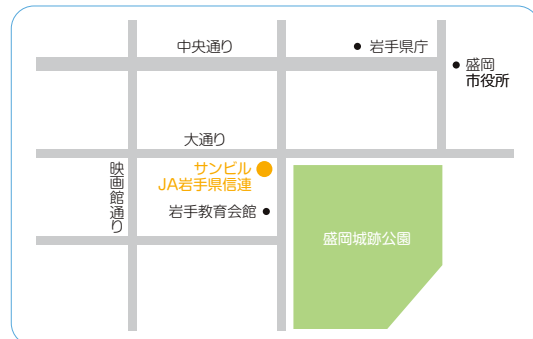 中央通り
岩手県庁
盛岡
市役所
大通り
サンビル
JA岩手県信連
映画館通り
岩手教育会館
盛岡城跡公園